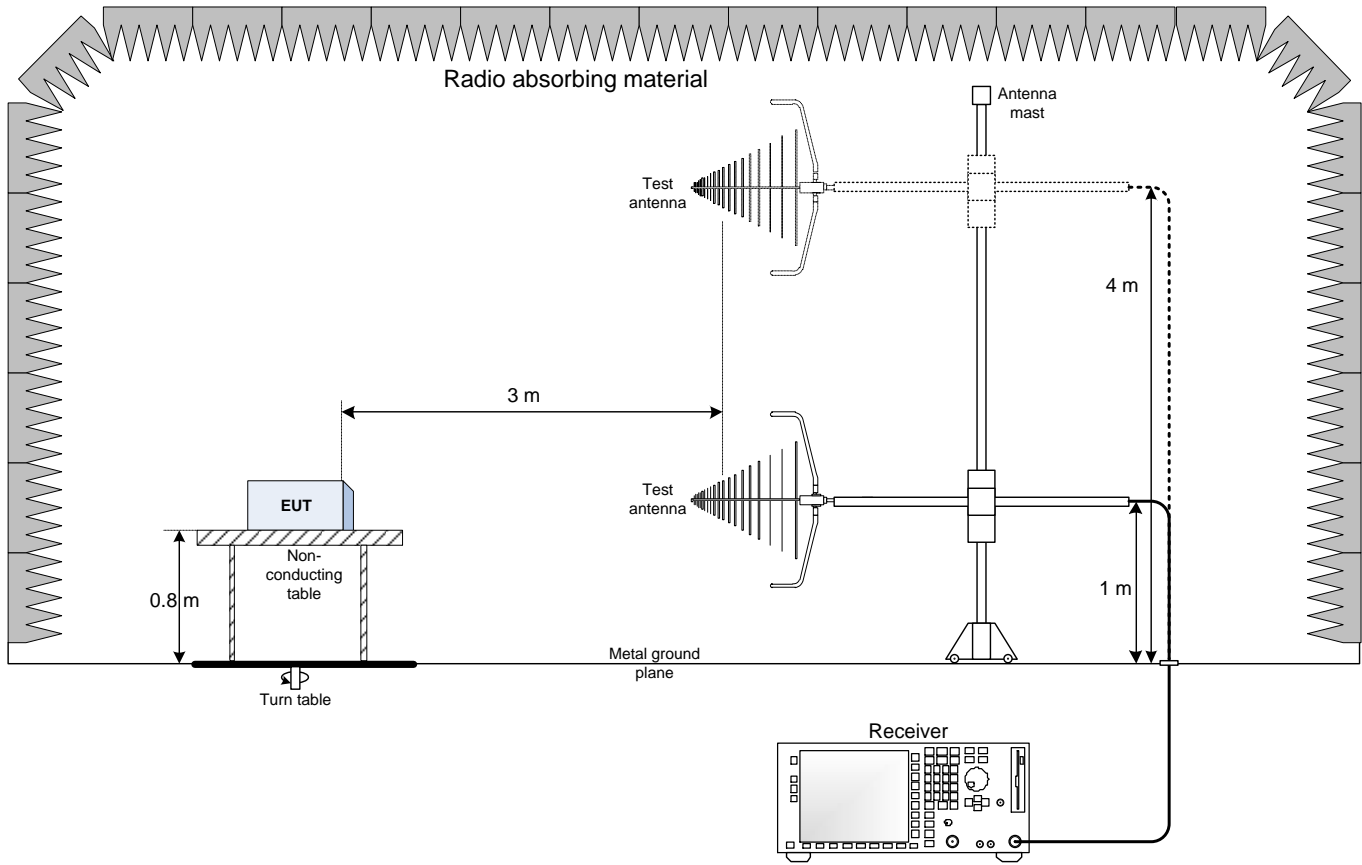 Radio absorbing material
Antenna
mast
Test
antenna
4 m
3 m
Test
antenna
EUT
Non-
conducting
table
0.8 m
1 m
Metal ground
plane
Turn table
Receiver